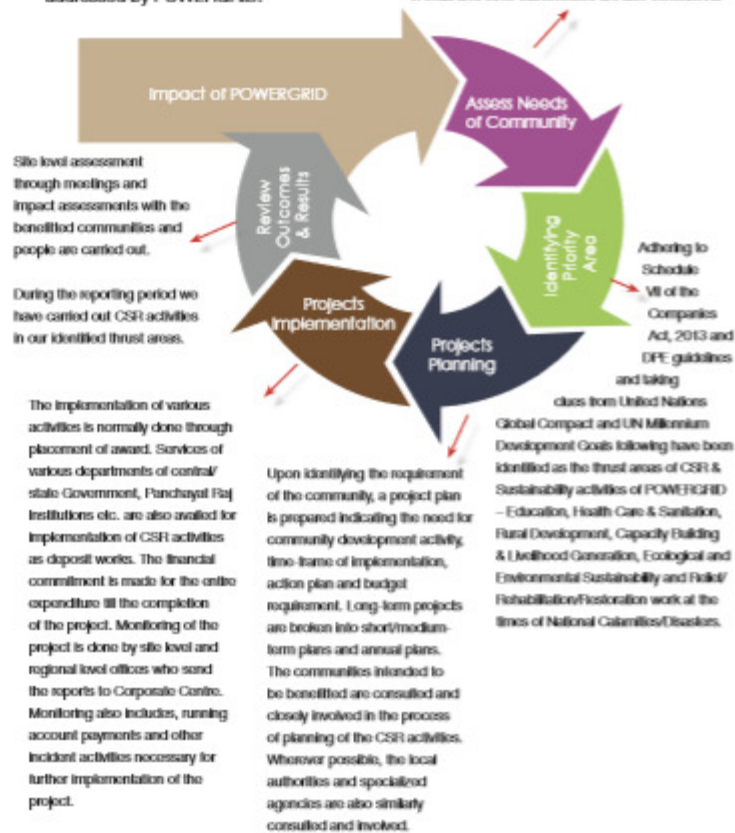 addressed by POWERGRID.
Impact of POWERGRID
Assess Needs
of Community
Identifying
Priority
Area
Projects
Planning
Projects
Implementation
Review
Outcomes
& Results
Site level assessment
through meetings and
impact assessments with the
benefitted communities and
people are carried out.
During the reporting period we
have carried out CSR activities
in our identified thrust areas.
Adhering to
Schedule
VII of the
Companies
Act, 2013 and
DPE guidelines
and taking
clues from United Nations
Global Compact and UN Millennium
Development Goals following have been
identified as the thrust areas of CSR &
Sustainability activities of POWERGRID
– Education, Health Care & Sanitation,
Rural Development, Capacity Building
& Livelihood Generation, Ecological and
Environmental Sustainability and Relief/
Rehabilitation/Restoration work at the
times of National Calamities/Disasters.
The implementation of various
activities is normally done through
placement of award. Services of
various departments of central/
state Government, Panchayat Raj
Institutions etc. are also availed for
implementation of CSR activities
as deposit works. The financial
commitment is made for the entire
expenditure till the completion
of the project. Monitoring of the
project is done by site level and
regional level offices who send
the reports to Corporate Centre.
Monitoring also includes, running
account payments and other
incident activities necessary for
further implementation of the
project.
Upon identifying the requirement
of the community, a project plan
is prepared indicating the need for
community development activity,
time-frame of implementation,
action plan and budget
requirement. Long-term projects
are broken into short/medium-
term plans and annual plans.
The communities intended to
be benefitted are consulted and
closely involved in the process
of planning of the CSR activities.
Wherever possible, the local
authorities and specialized
agencies are also similarly
consulted and involved.